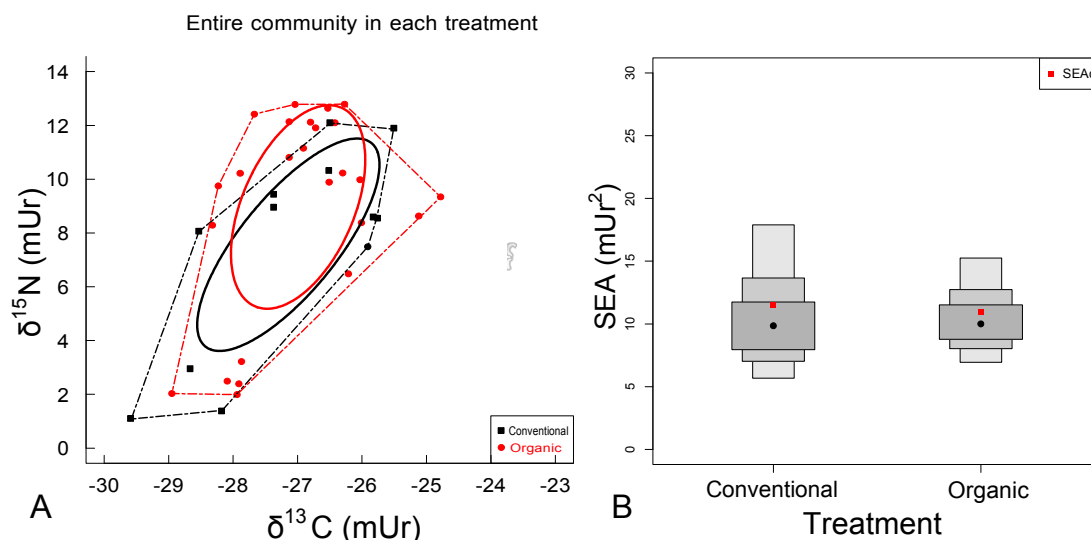 Entire community in each treatment
14
12
10
8
6
4
2
0
δ¹⁵N (mUr)
-30 -29 -28 -27 -26 -25 -24 -23
δ¹³C (mUr)
Conventional
Organic
A
30
25
20
15
10
5
0
SEA (mUr²)
SEAc
Conventional Organic
Treatment
B